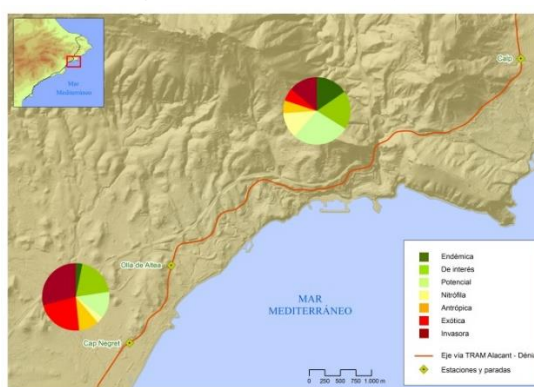 Mar
Mediterráneo
Calp
Olla de Altea
Cap Negret
MAR
MEDITERRÁNEO
Endémica
De interés
Potencial
Nitrófila
Antrópica
Exótica
Invasora
Eje vía TRAM Alacant - Dénia
Estaciones y paradas
0 250 500 750 1.000 m